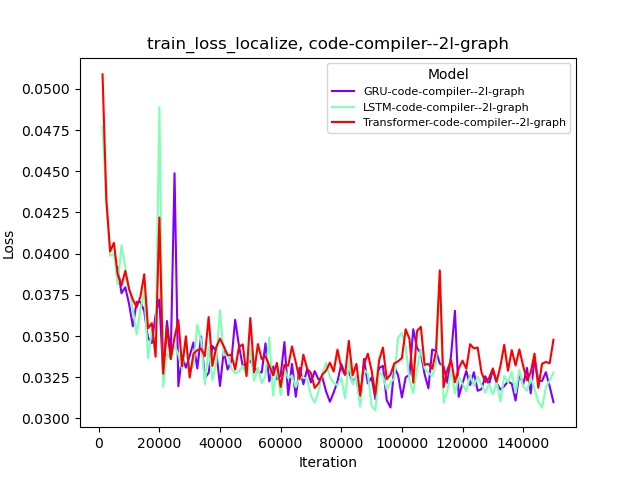 train_loss_localize, code-compiler--2l-graph
Model
GRU-code-compiler--2l-graph
LSTM-code-compiler--2l-graph
Transformer-code-compiler--2l-graph
Loss
0.0500
0.0475
0.0450
0.0425
0.0400
0.0375
0.0350
0.0325
0.0300
0 20000 40000 60000 80000 100000 120000 140000
Iteration